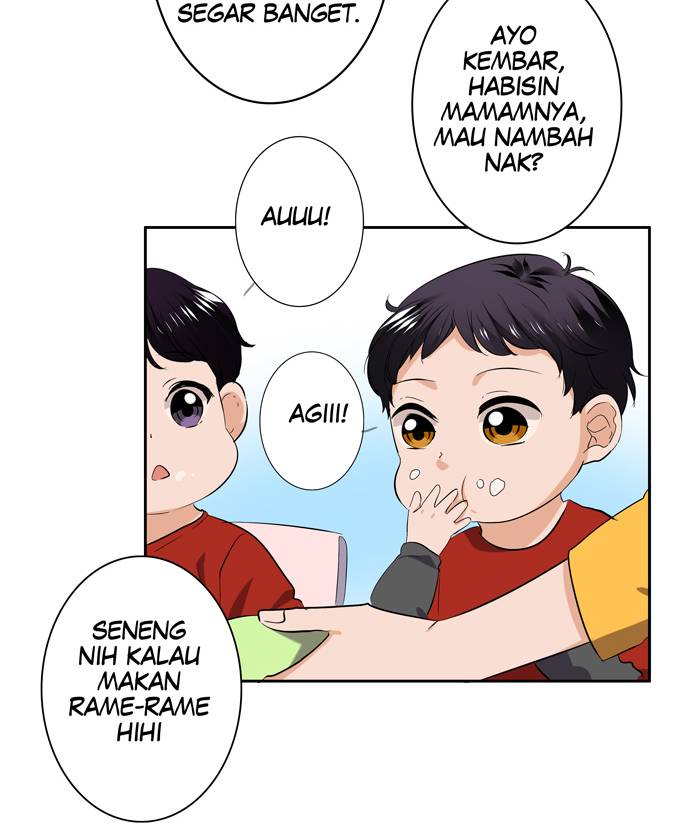 SEGAR BANGET.
AYO
KEMBAR,
HABISIN
MAMAMNYA,
MAU NAMBAH
NAK?
AUUU!
AGIII!
SENENG
NIH KALAU
MAKAN
RAME-RAME
HIHI